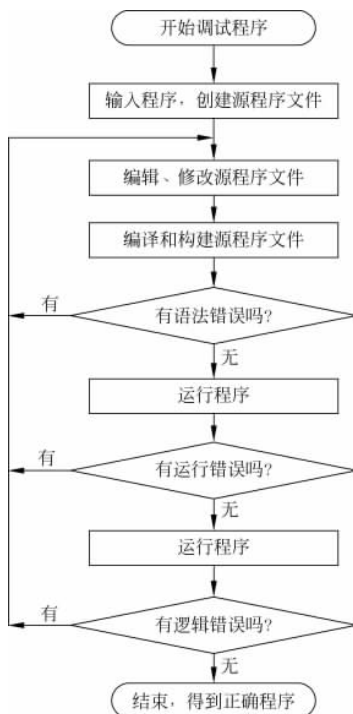 开始调试程序
输入程序，创建源程序文件
编辑、修改源程序文件
编译和构建源程序文件
有
有语法错误吗?
无
运行程序
有
有运行错误吗?
无
运行程序
有
有逻辑错误吗?
无
结束，得到正确程序